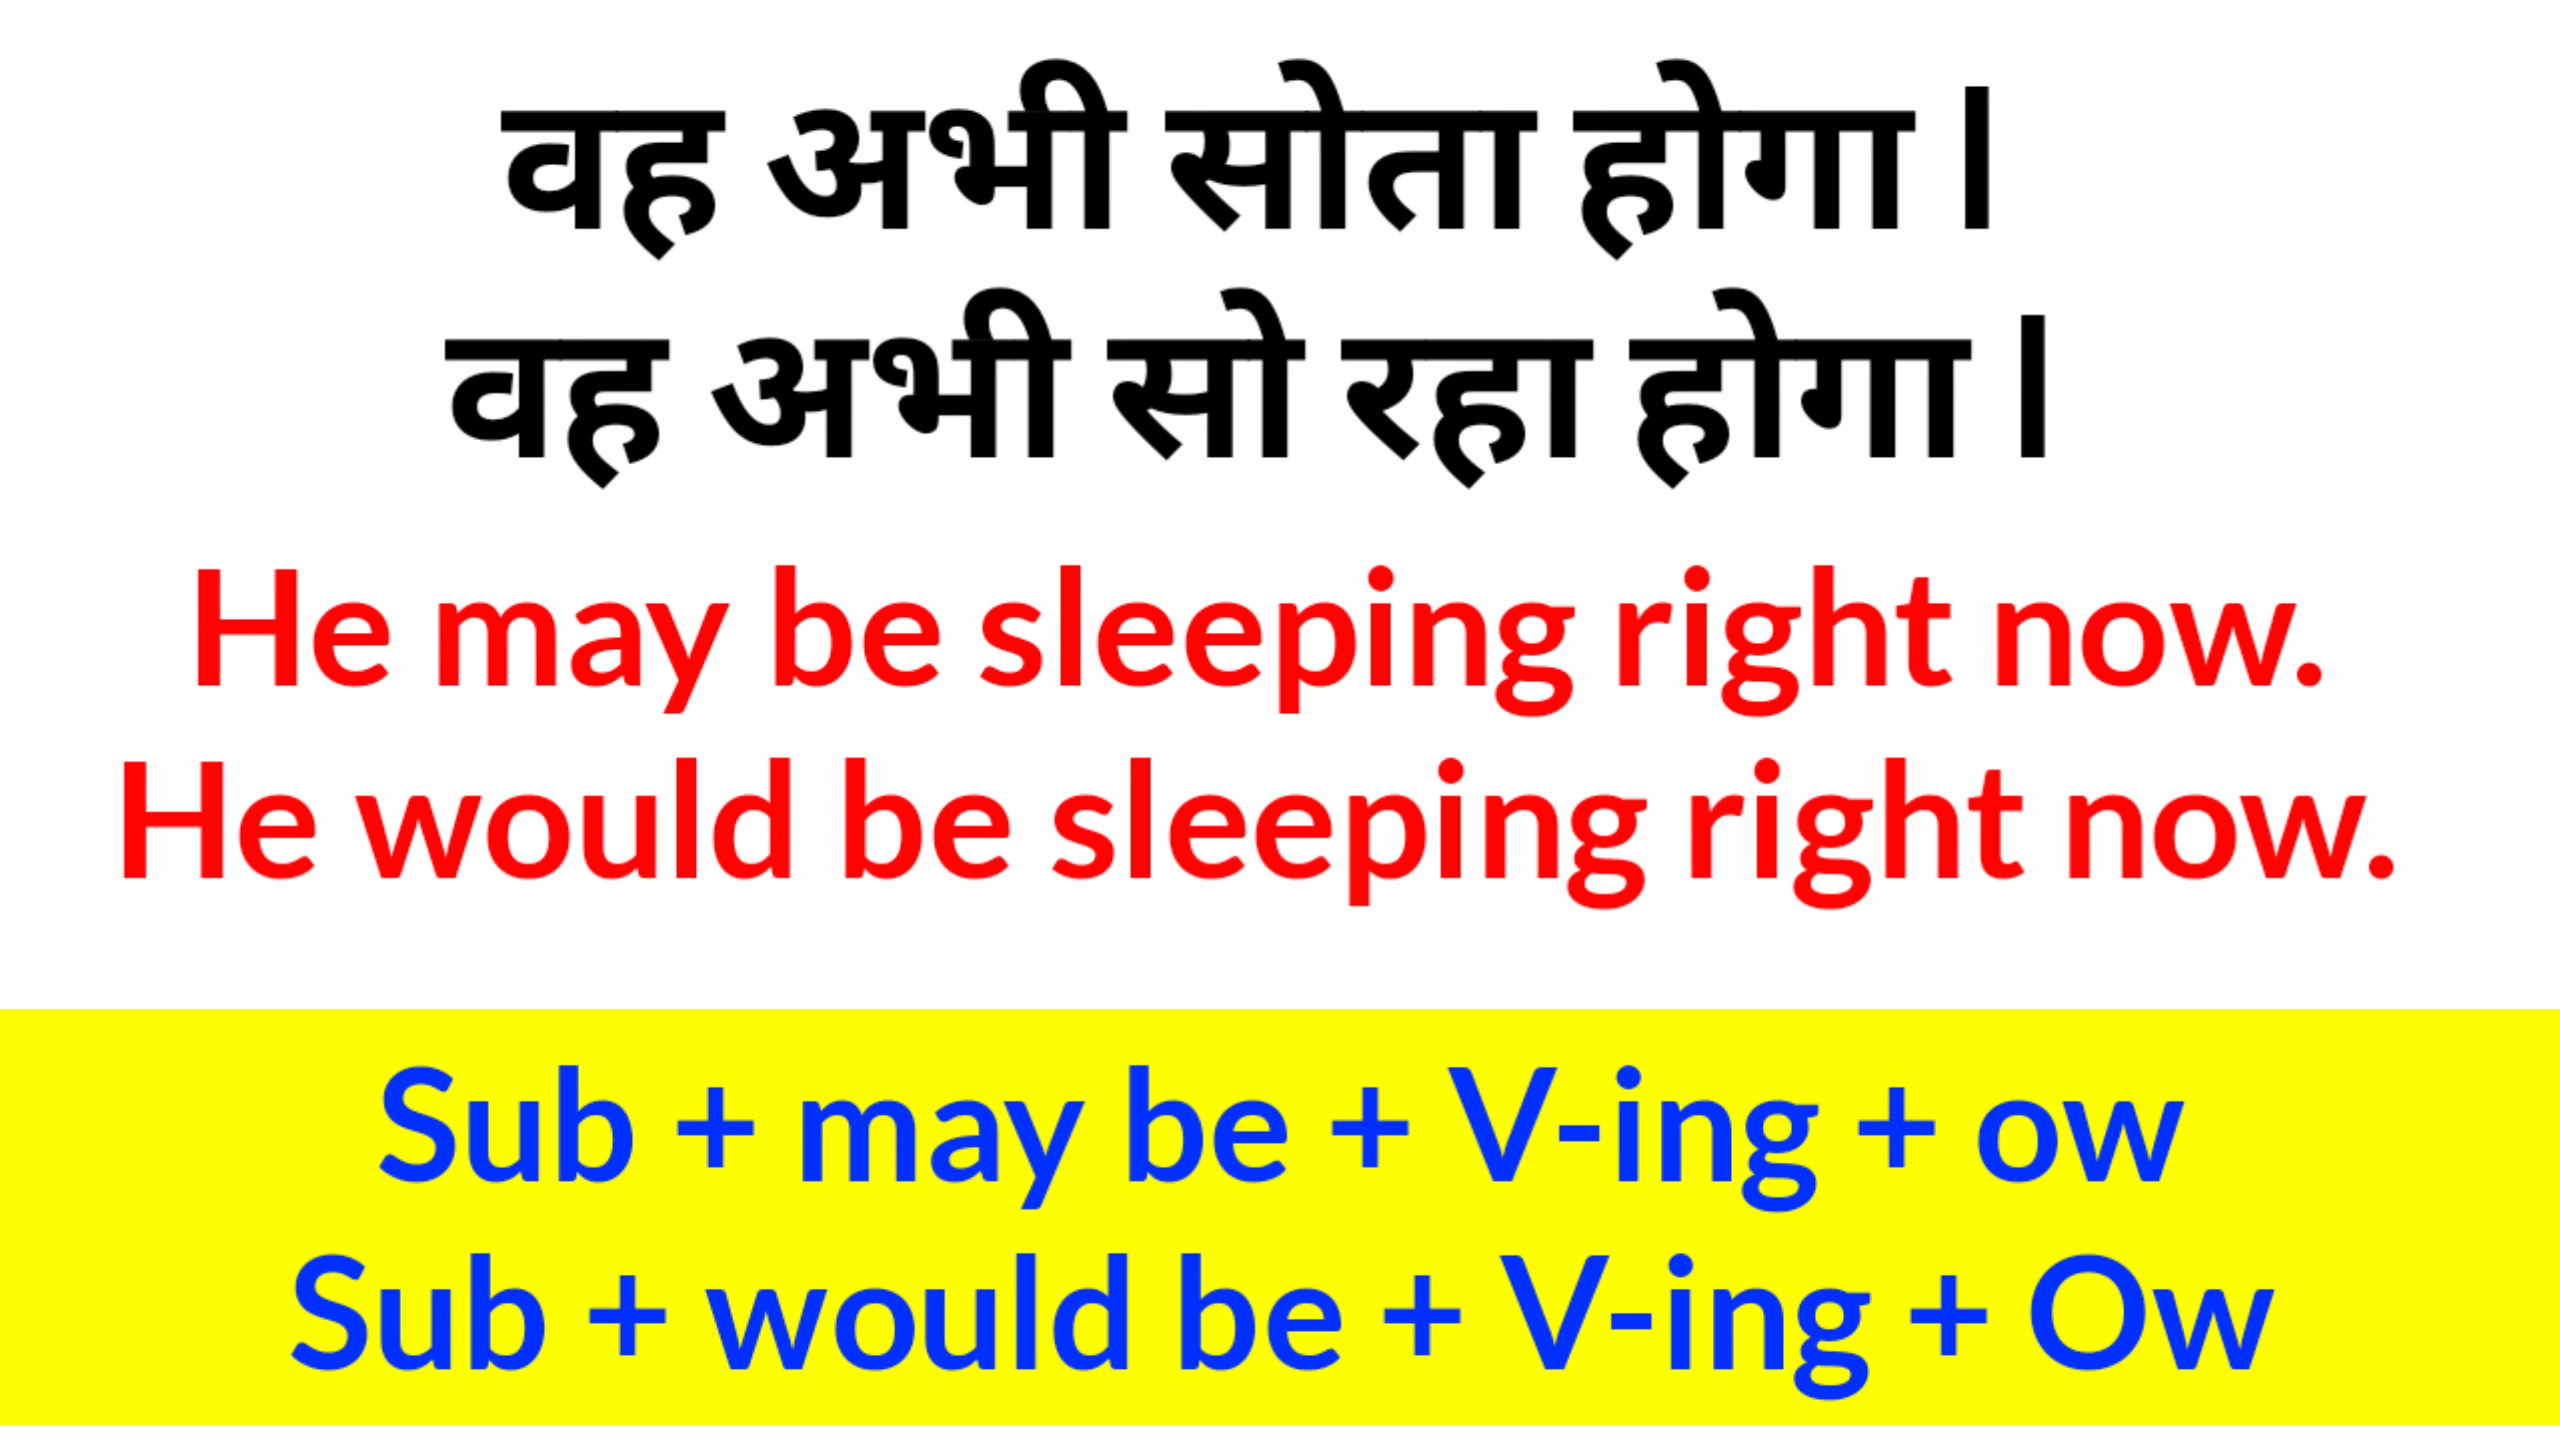 वह अभी सोता होगा।
वह अभी सो रहा होगा।
He may be sleeping right now.
He would be sleeping right now.
Sub + may be + V-ing + ow
Sub + would be + V-ing + Ow